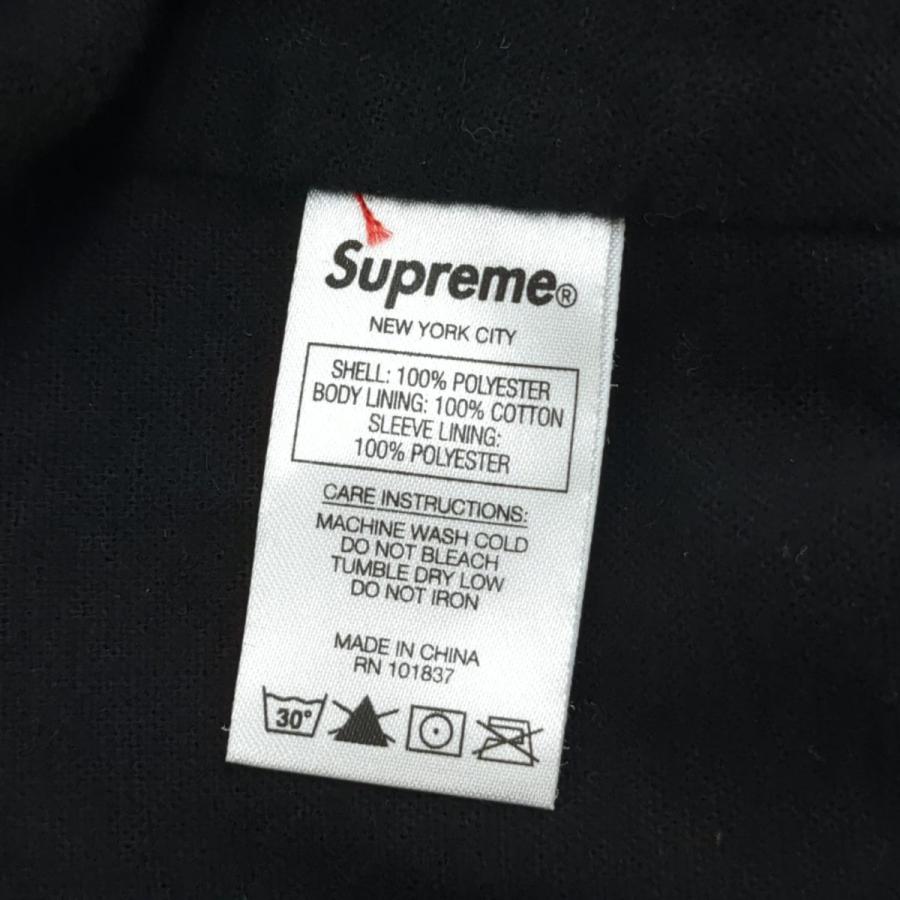 Supreme®
NEW YORK CITY
SHELL: 100% POLYESTER
BODY LINING: 100% COTTON
SLEEVE LINING:
100% POLYESTER
CARE INSTRUCTIONS:
MACHINE WASH COLD
DO NOT BLEACH
TUMBLE DRY LOW
DO NOT IRON
MADE IN CHINA
RN 101837
30°